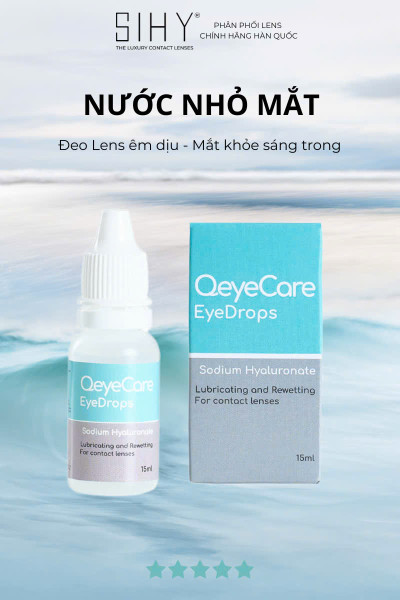 SIHY®
THE LUXURY CONTACT LENSES
PHÂN PHỐI LENS
CHÍNH HÃNG HÀN QUỐC
NƯỚC NHỎ MẮT
Đeo Lens êm dịu - Mắt khỏe sáng trong
QeyeCare
EyeDrops
Sodium Hyaluronate
Lubricating and Rewetting
For contact lenses
15ml
QeyeCare
EyeDrops
Sodium Hyaluronate
Lubricating and Rewetting
For contact lenses
15ml